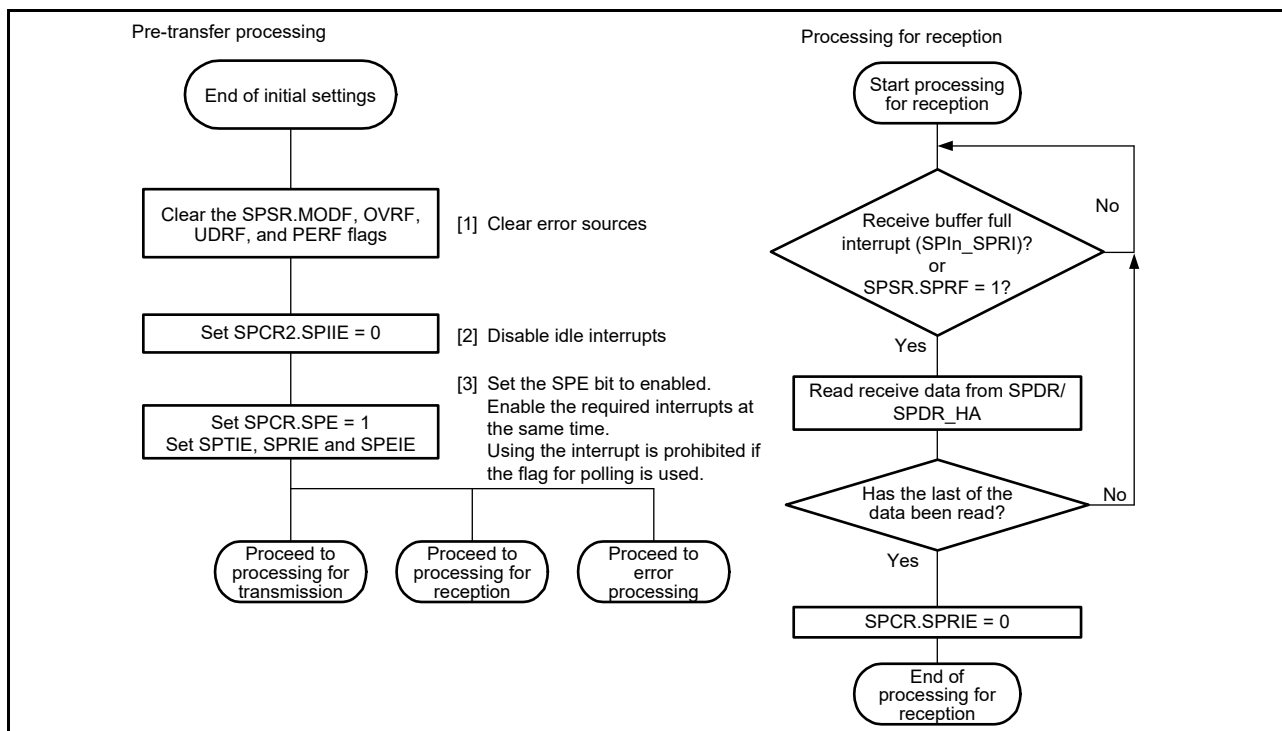 Pre-transfer processing
End of initial settings
Clear the SPSR.MODF, OVRF,
UDRF, and PERF flags
[1] Clear error sources
Set SPCR2.SPIIE = 0
[2] Disable idle interrupts
Set SPCR.SPE = 1
Set SPTIE, SPRIE and SPEIE
[3] Set the SPE bit to enabled.
Enable the required interrupts at
the same time.
Using the interrupt is prohibited if
the flag for polling is used.
Proceed to
processing for
transmission
Proceed to
processing for
reception
Proceed to
error
processing
Processing for reception
Start processing
for reception
Receive buffer full
interrupt (SPIn_SPRI)?
or
SPSR.SPRF = 1?
No
Yes
Read receive data from SPDR/
SPDR_HA
Has the last of the
data been read?
No
Yes
SPCR.SPRIE = 0
End of
processing for
reception